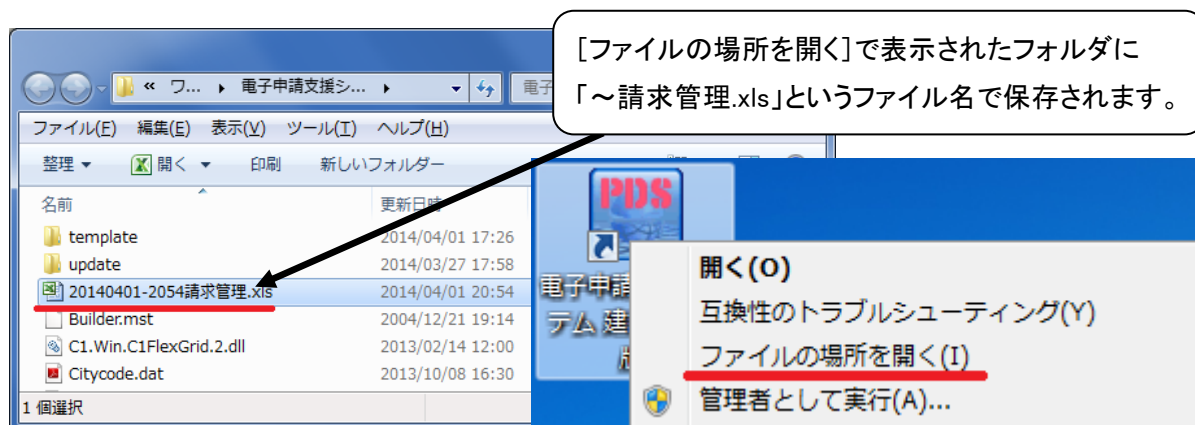 [ファイルの場所を開く]で表示されたフォルダに
「～請求管理.xls」というファイル名で保存されます。
« ワ... 電子申請支援シ... 電子
ファイル(F) 編集(E) 表示(V) ツール(T) ヘルプ(H)
整理 開く 印刷 新しいフォルダー
名前 更新日時
template 2014/04/01 17:26
update 2014/03/27 17:58
20140401-2054請求管理.xls 2014/04/01 20:54
Builder.mst 2004/12/21 19:14
C1.Win.C1FlexGrid.2.dll 2013/02/14 12:00
Citycode.dat 2013/10/08 16:30
1 個選択
PDS
電子申請
テム 建
版
開く(O)
互換性のトラブルシューティング(Y)
ファイルの場所を開く(I)
管理者として実行(A)...